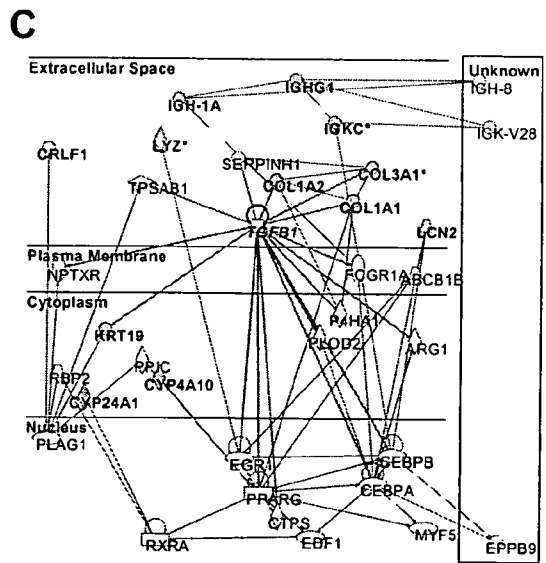 C
Extracellular Space
Unknown
IGHG1
IGH-8
IGH-1A
IGKC*
IGK-V28
LYZ*
CRLF1
SERPINH1
COL3A1*
TPSAB1
COL1A2
COL1A1
TGFB1
LCN2
Plasma Membrane
NPTXR
FCGR1A
ABCB1B
Cytoplasm
P4HA1
KRT19
PLOD2
ARG1
PPIC
RBP2
CYP4A10
CYP24A1
Nucleus
PLAG1
EGR1
CEBPB
CEBPA
PPARG
CTPS
MYF5
RXRA
EDF1
EPPB9